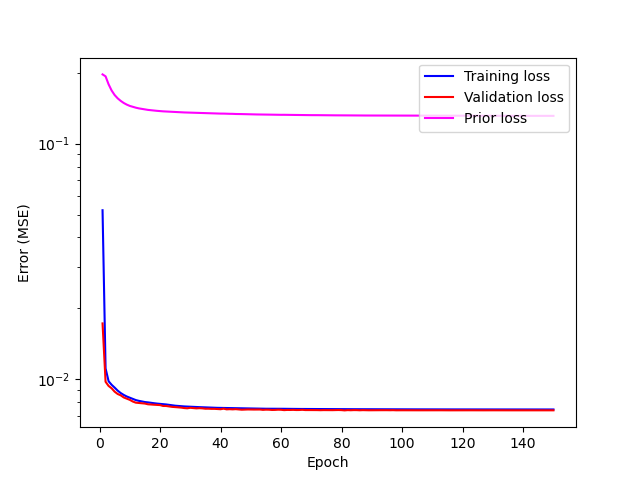 Training loss
Validation loss
Prior loss
10⁻¹
10⁻²
Error (MSE)
0 20 40 60 80 100 120 140
Epoch